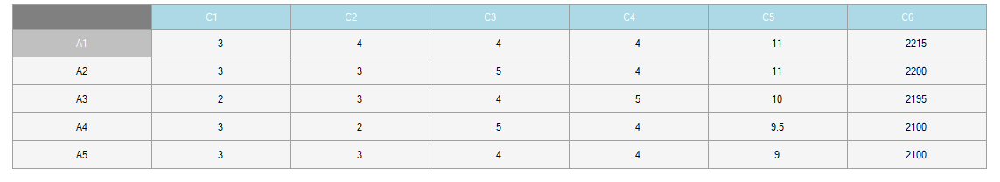 C1 C2 C3 C4 C5 C6
A1 3 4 4 4 11 2215
A2 3 3 5 4 11 2200
A3 2 3 4 5 10 2195
A4 3 2 5 4 9,5 2100
A5 3 3 4 4 9 2100